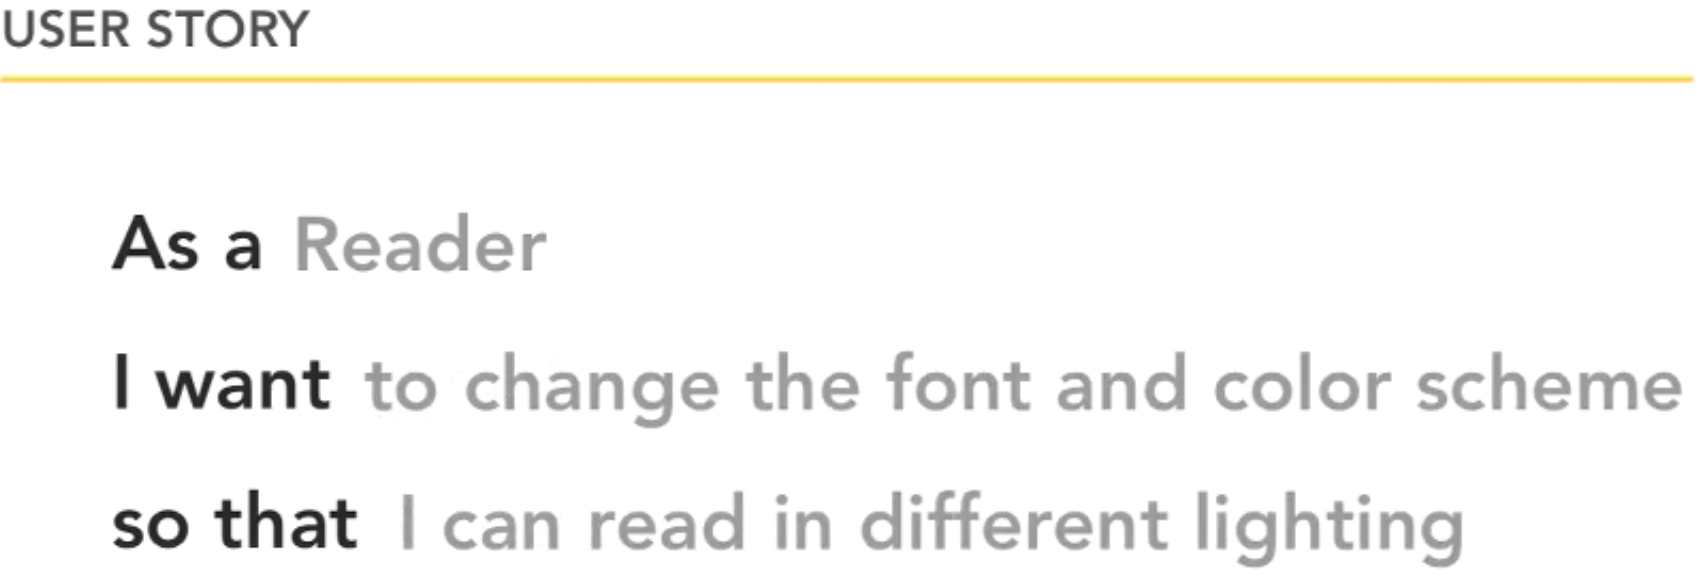 USER STORY
As a Reader
I want to change the font and color scheme
so that I can read in different lighting